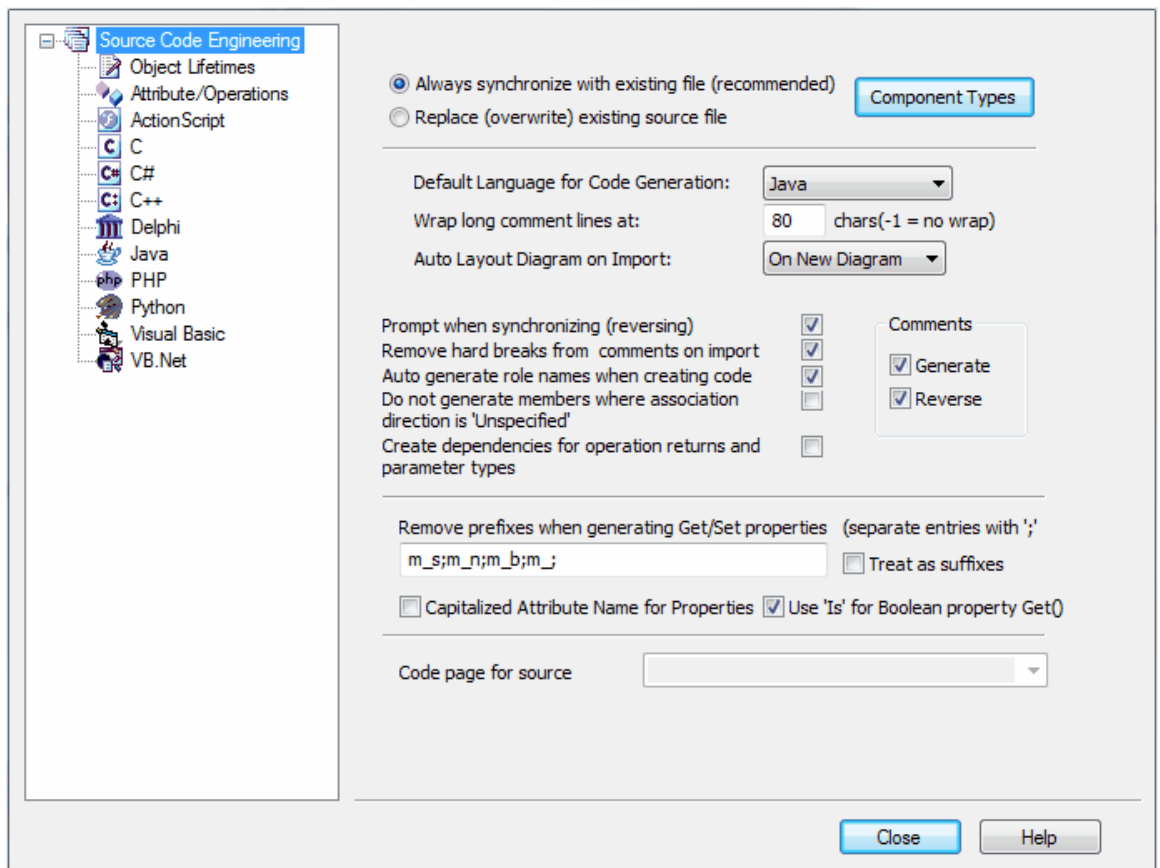 Source Code Engineering
Object Lifetimes
Attribute/Operations
ActionScript
C
C#
C++
Delphi
Java
PHP
Python
Visual Basic
VB.Net
Always synchronize with existing file (recommended)
Component Types
Replace (overwrite) existing source file
Default Language for Code Generation: Java
Wrap long comment lines at: 80 chars(-1 = no wrap)
Auto Layout Diagram on Import: On New Diagram
Prompt when synchronizing (reversing)
Remove hard breaks from comments on import
Auto generate role names when creating code
Do not generate members where association
direction is 'Unspecified'
Create dependencies for operation returns and
parameter types
Comments
Generate
Reverse
Remove prefixes when generating Get/Set properties (separate entries with ';'
m_s;m_n;m_b;m_;
Treat as suffixes
Capitalized Attribute Name for Properties Use 'Is' for Boolean property Get()
Code page for source
Close Help